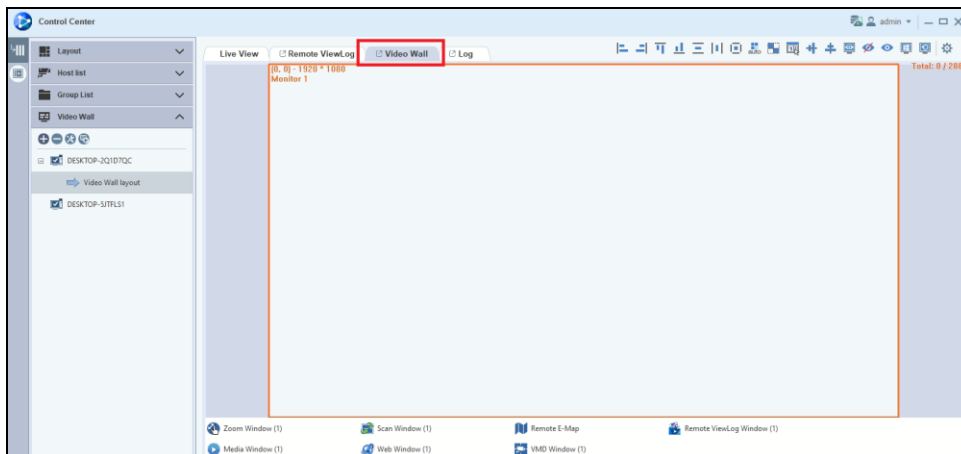 Control Center
admin
Layout
Live View
Remote ViewLog
Video Wall
Log
Host list
(0, 0) - 1920 * 1080
Total: 0 / 288
Monitor 1
Group List
Video Wall
DESKTOP-2Q1D7QC
Video Wall layout
DESKTOP-5JTFLS1
Zoom Window (1)
Scan Window (1)
Remote E-Map
Remote ViewLog Window (1)
Media Window (1)
Web Window (1)
VMD Window (1)